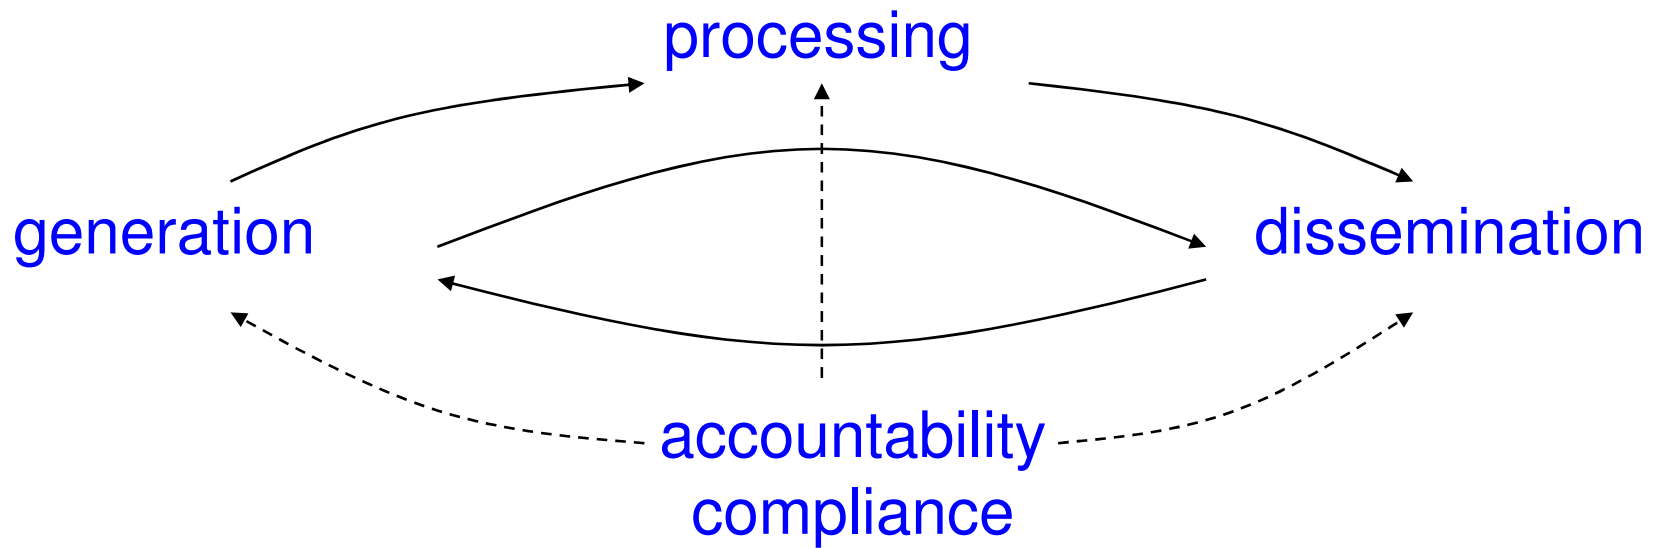 processing
generation
dissemination
accountability
compliance